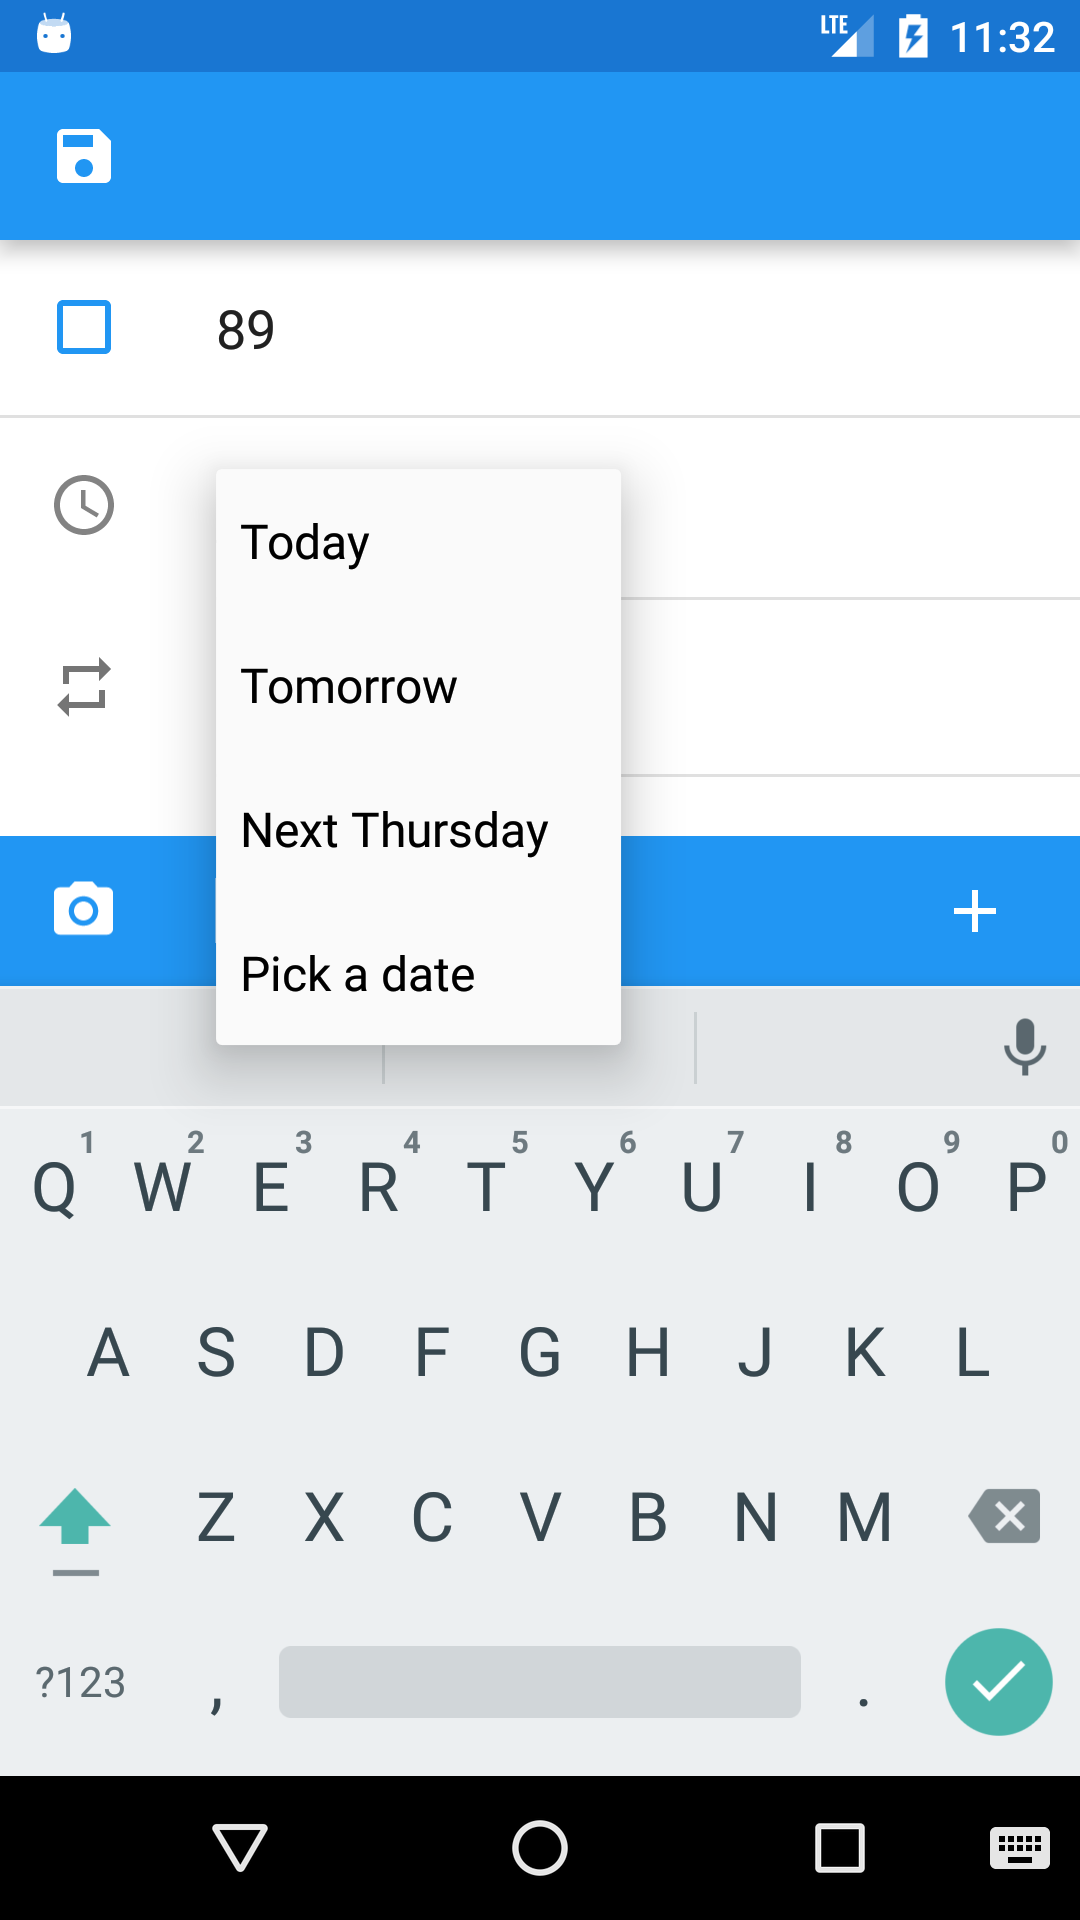 LTE 11:32
89
Today
Tomorrow
Next Thursday
Pick a date
1 2 3 4 5 6 7 8 9 0
Q W E R T Y U I O P
A S D F G H J K L
Z X C V B N M
?123 , .